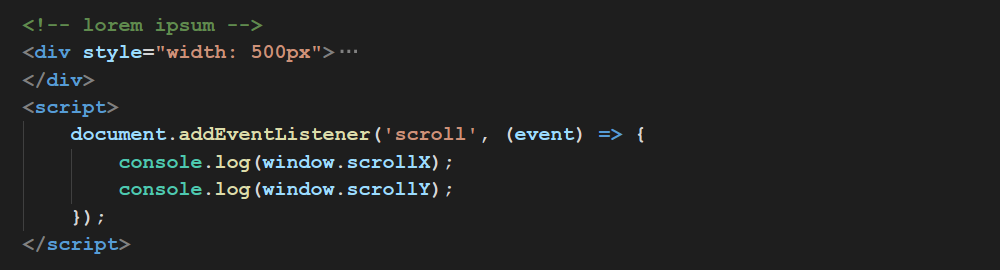 <!-- lorem ipsum -->
<div style="width: 500px">···
</div>
<script>
    document.addEventListener('scroll', (event) => {
        console.log(window.scrollX);
        console.log(window.scrollY);
    });
</script>